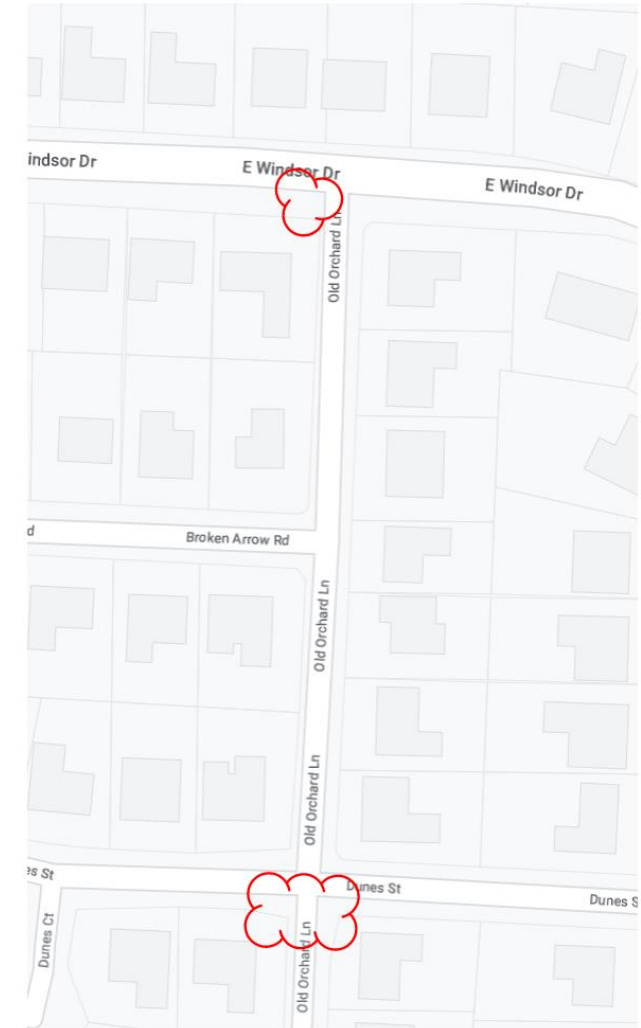 indsor Dr
E Windsor Dr
E Windsor Dr
Old Orchard Ln
d
Broken Arrow Rd
Old Orchard Ln
Old Orchard Ln
es St
Dunes St
Dunes S
Dunes Ct
Old Orchard Ln